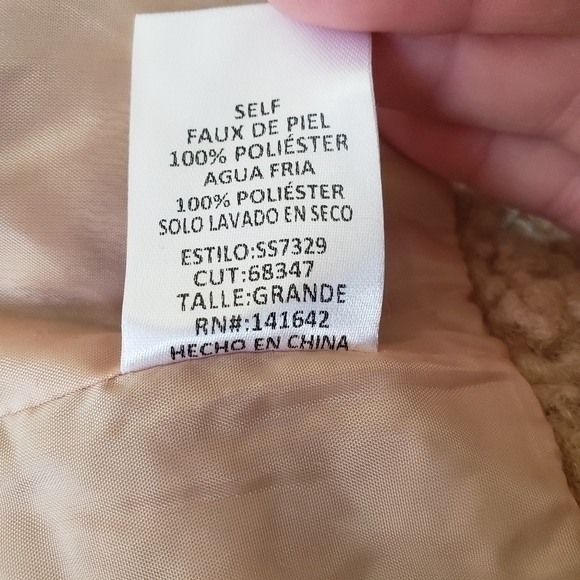 SELF
FAUX DE PIEL
100% POLIÉSTER
AGUA FRIA
100% POLIÉSTER
SOLO LAVADO EN SECO
ESTILO:SS7329
CUT:68347
TALLE:GRANDE
RN#:141642
HECHO EN CHINA